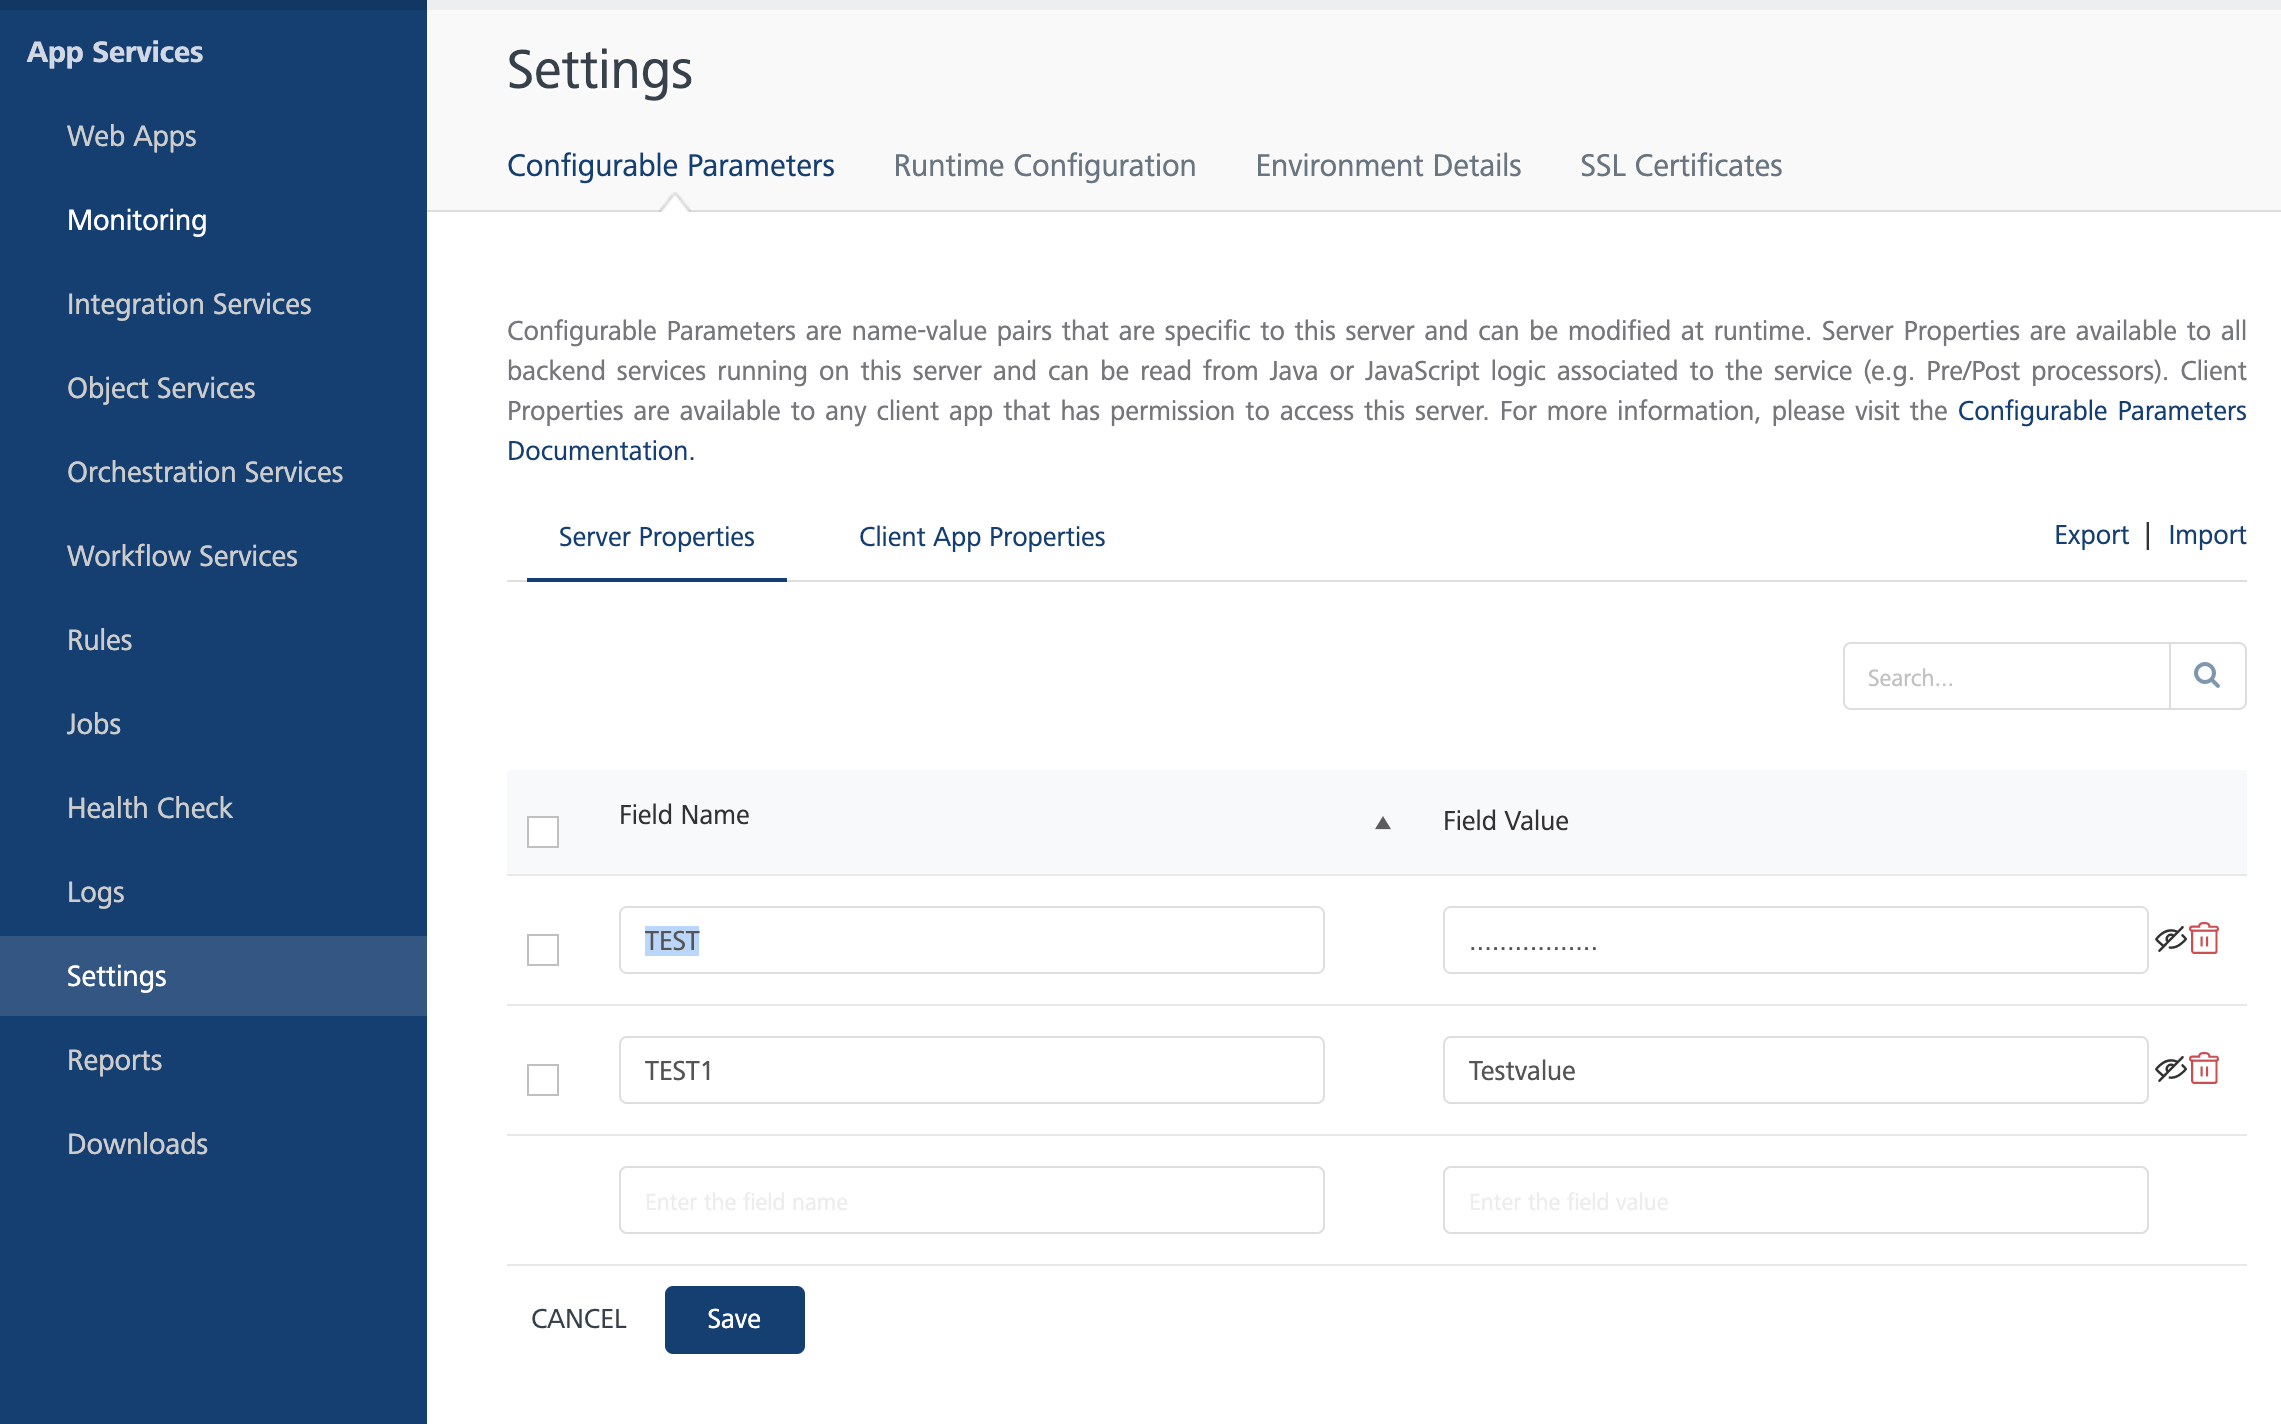 App Services
Web Apps
Monitoring
Integration Services
Object Services
Orchestration Services
Workflow Services
Rules
Jobs
Health Check
Logs
Settings
Reports
Downloads
Settings
Configurable Parameters Runtime Configuration Environment Details SSL Certificates
Configurable Parameters are name-value pairs that are specific to this server and can be modified at runtime. Server Properties are available to all
backend services running on this server and can be read from Java or JavaScript logic associated to the service (e.g. Pre/Post processors). Client
Properties are available to any client app that has permission to access this server. For more information, please visit the Configurable Parameters
Documentation.
Server Properties Client App Properties Export | Import
Search...
Field Name ▲ Field Value
TEST .................
TEST1 Testvalue
Enter the field name Enter the field value
CANCEL Save